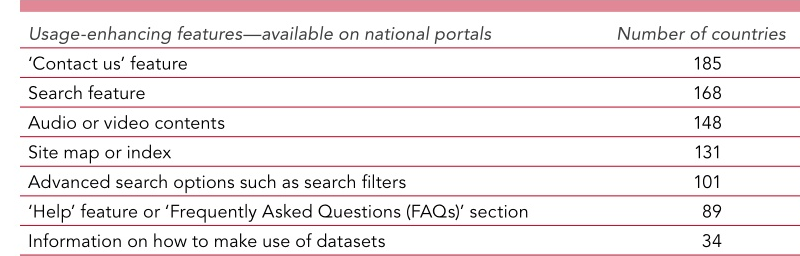 Usage-enhancing features—available on national portals Number of countries
‘Contact us’ feature 185
Search feature 168
Audio or video contents 148
Site map or index 131
Advanced search options such as search filters 101
‘Help’ feature or ‘Frequently Asked Questions (FAQs)’ section 89
Information on how to make use of datasets 34